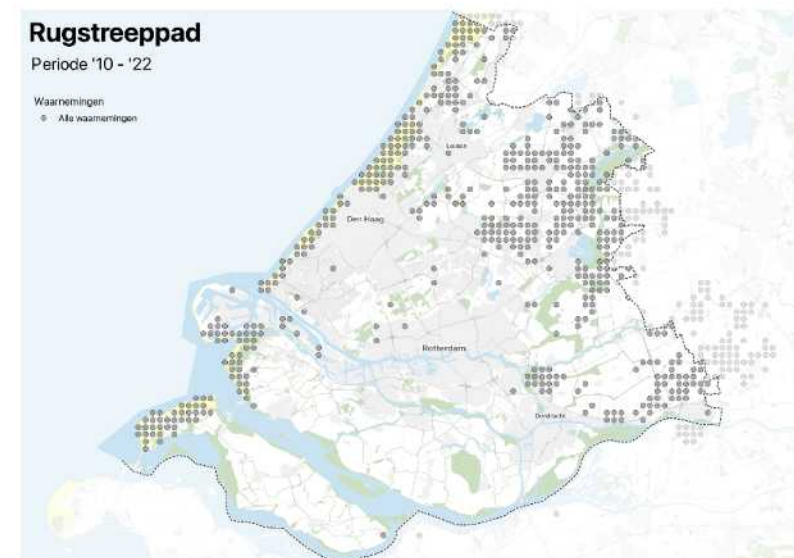 Rugstreeppad
Periode '10 - '22
Waarnemingen
Alle waarnemingen
Leiden
Den Haag
Rotterdam
Dordrecht